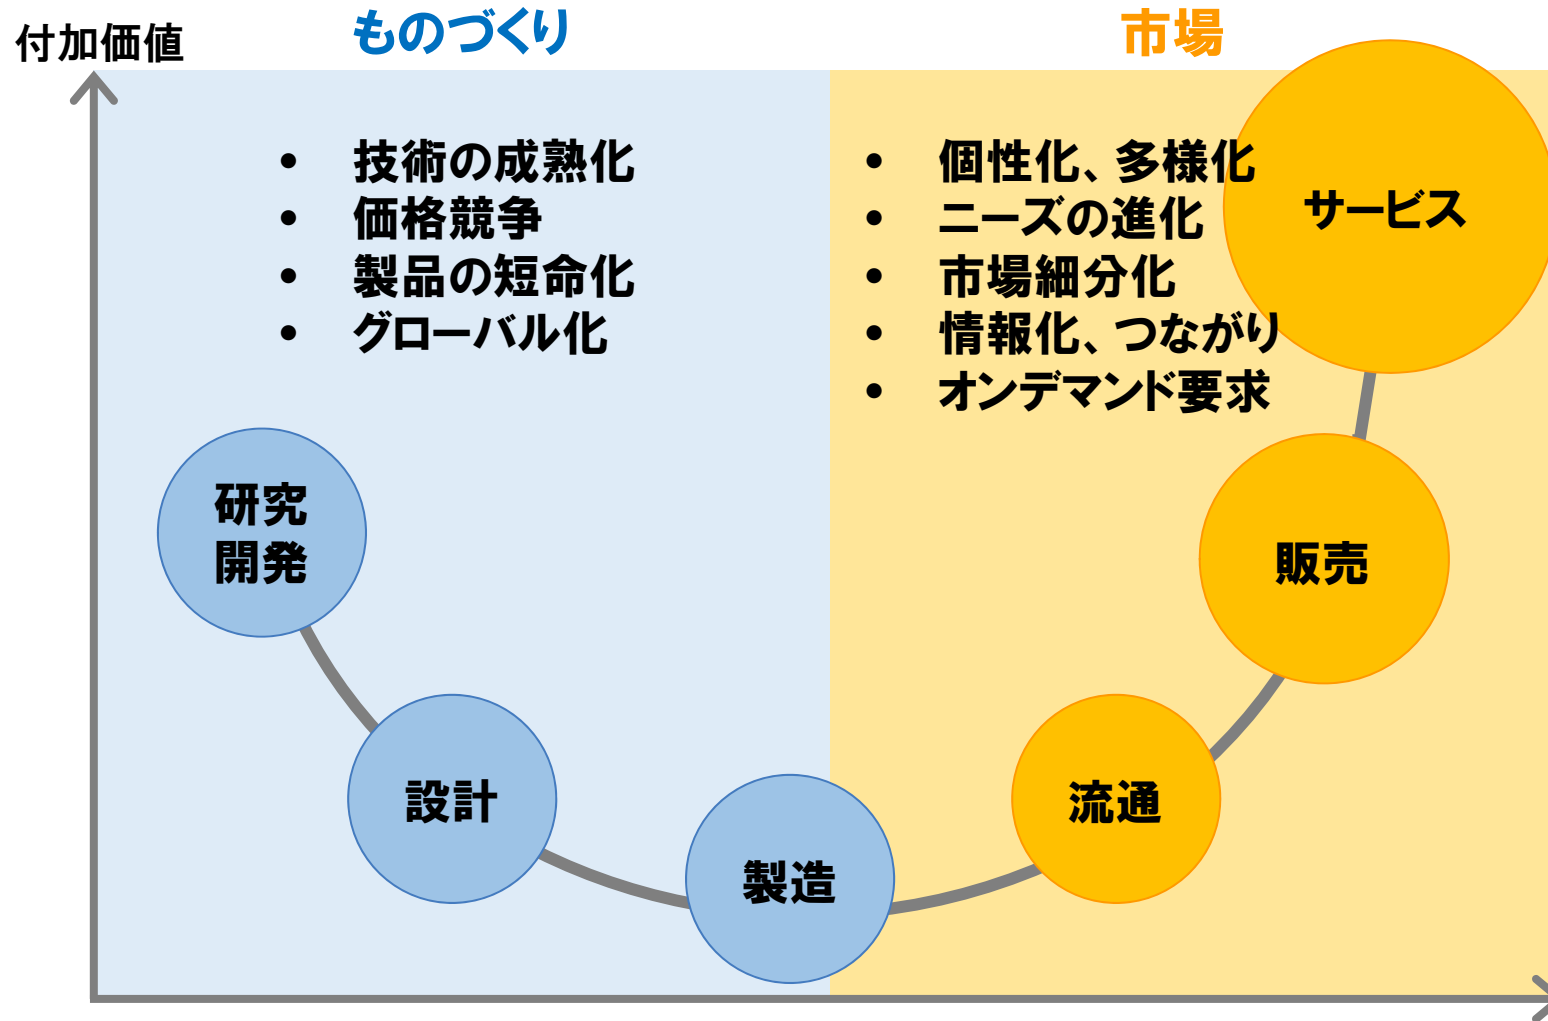 付加価値
ものづくり
市場
• 技術の成熟化
• 価格競争
• 製品の短命化
• グローバル化
• 個性化、多様化
• ニーズの進化
• 市場細分化
• 情報化、つながり
• オンデマンド要求
サービス
研究
開発
販売
設計
流通
製造